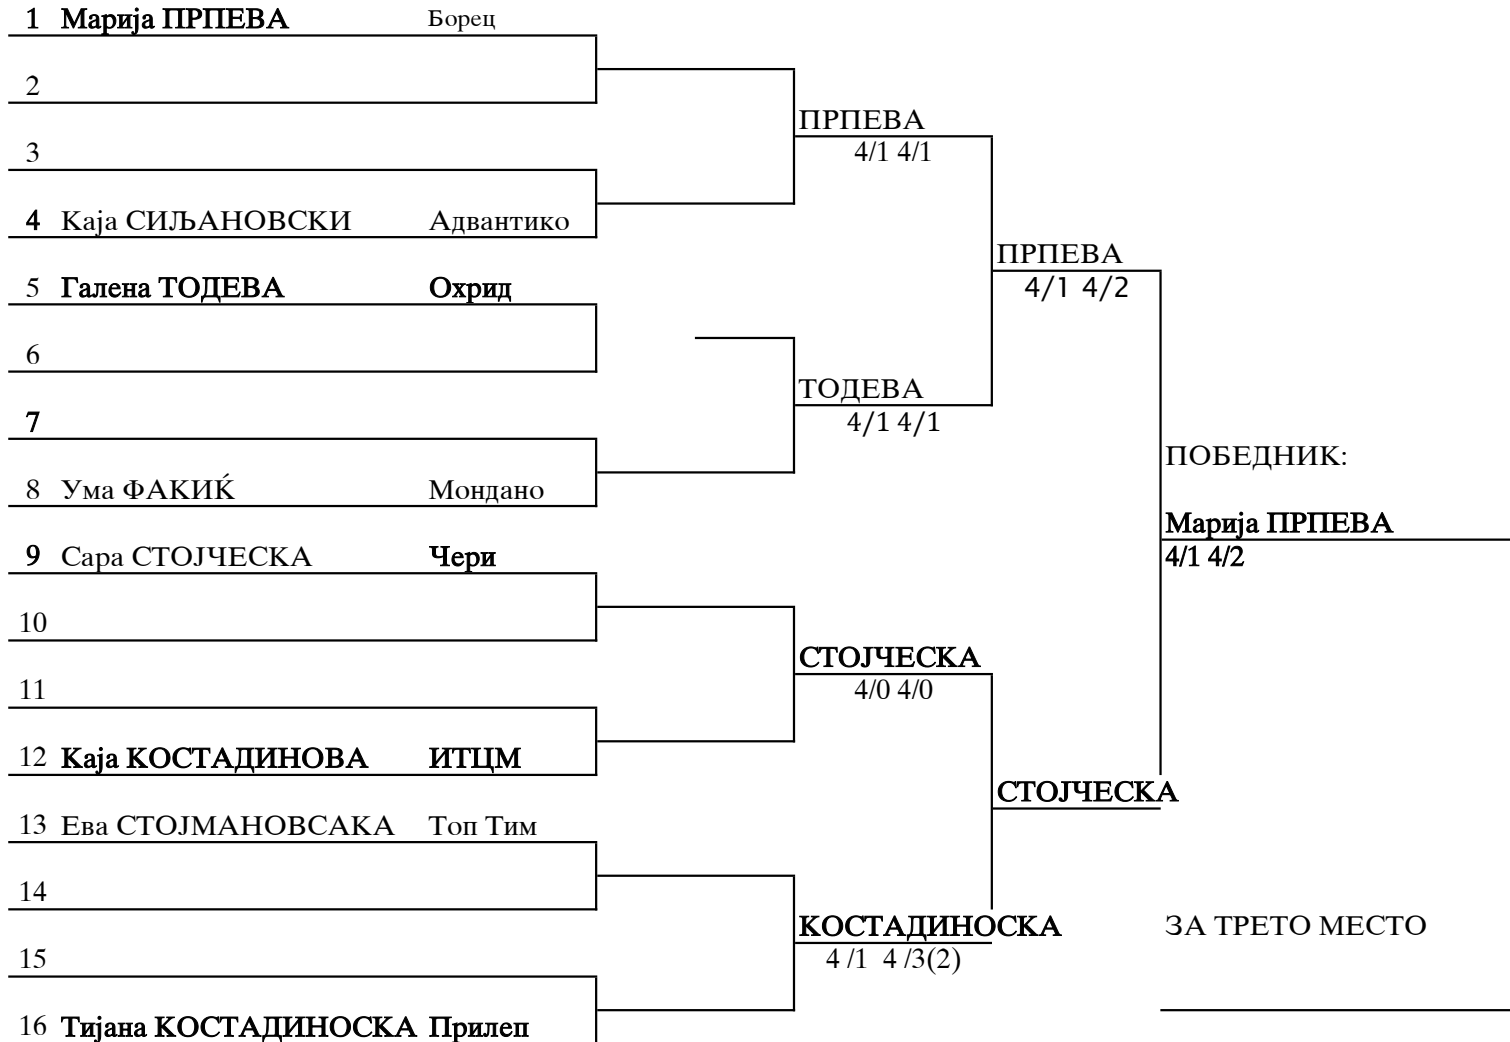 1 Марија ПРПЕВА Борец
2
ПРПЕВА
3
4/1 4/1
4 Каја СИЉАНОВСКИ Адвантико
ПРПЕВА
5 Галена ТОДЕВА Охрид
4/1 4/2
6
ТОДЕВА
7
4/1 4/1
ПОБЕДНИК:
8 Ума ФАКИЌ Мондано
Марија ПРПЕВА
9 Сара СТОЈЧЕСКА Чери
4/1 4/2
10
СТОЈЧЕСКА
11
4/0 4/0
12 Каја КОСТАДИНОВА ИТЦМ
СТОЈЧЕСКА
13 Ева СТОЈМАНОВСАКА Топ Тим
14
КОСТАДИНОСКА
ЗА ТРЕТО МЕСТО
15
4 /1 4 /3(2)
16 Тијана КОСТАДИНОСКА Прилеп